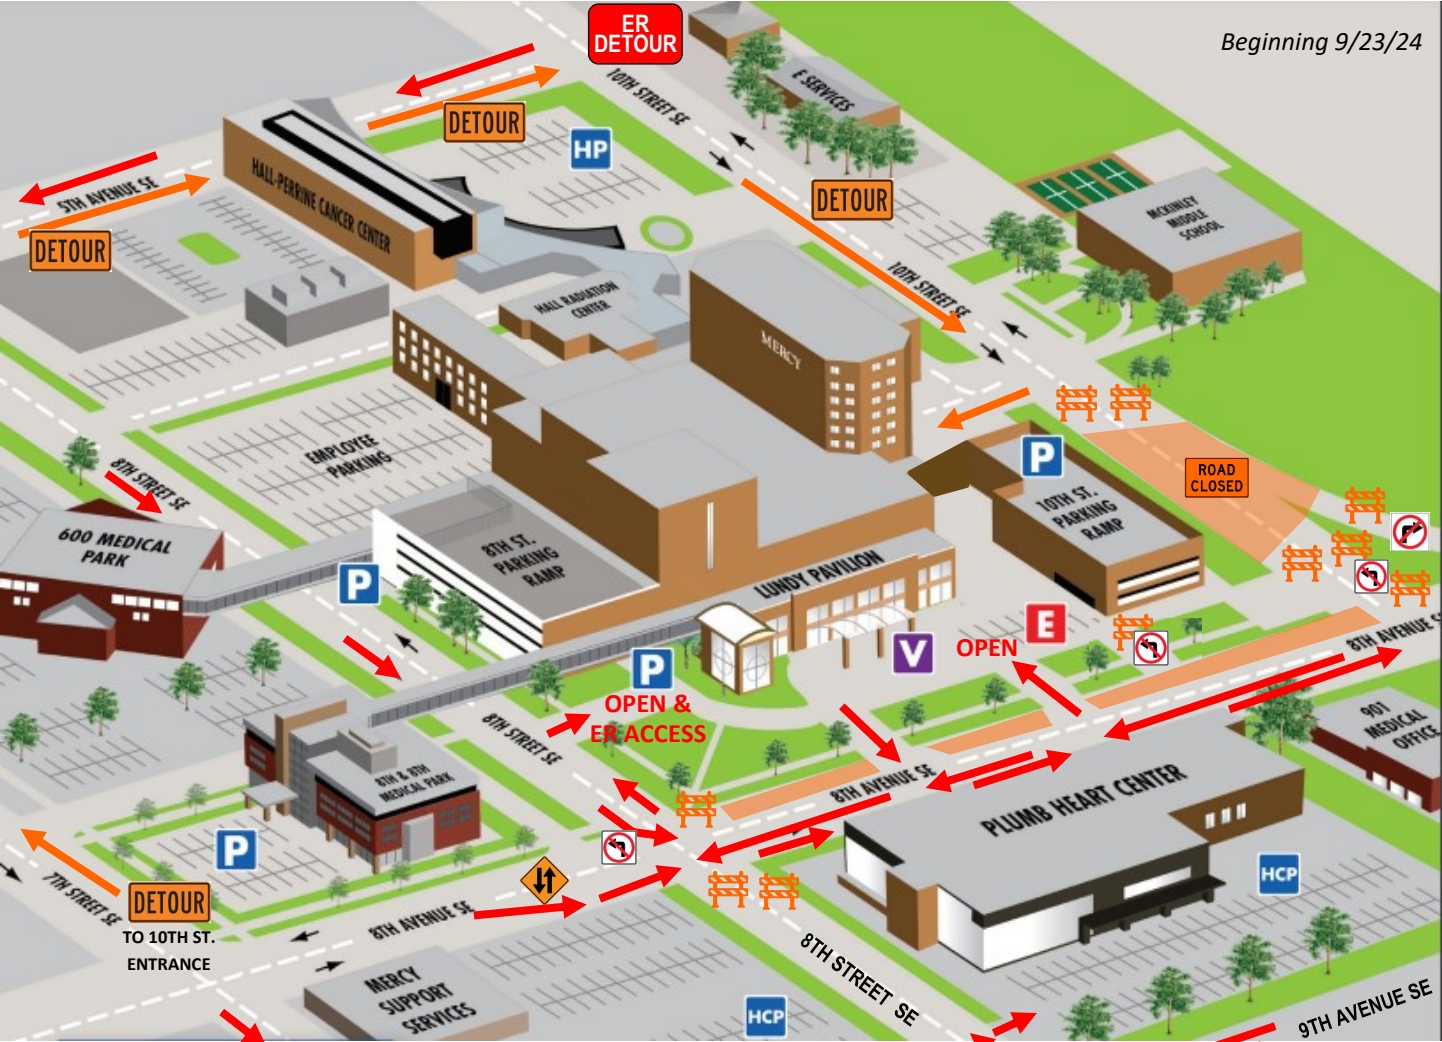 ER
DETOUR
Beginning 9/23/24
10TH STREET SE
E SERVICES
DETOUR
HP
HALL-PERRINE CANCER CENTER
5TH AVENUE SE
DETOUR
DETOUR
MCKINLEY
MIDDLE
SCHOOL
10TH STREET SE
HALL RADIATION
CENTER
MERCY
EMPLOYEE
PARKING
8TH STREET SE
P
10TH ST.
PARKING
RAMP
ROAD
CLOSED
600 MEDICAL
PARK
8TH ST.
PARKING
RAMP
P
LUNDY PAVILION
E
V
OPEN
P
OPEN &
ER ACCESS
8TH AVENUE SE
8TH STREET SE
901
MEDICAL
OFFICE
8TH & 8TH
MEDICAL PARK
8TH AVENUE SE
PLUMB HEART CENTER
P
HCP
7TH STREET SE
DETOUR
TO 10TH ST.
ENTRANCE
8TH AVENUE SE
8TH STREET SE
MERCY
SUPPORT
SERVICES
HCP
9TH AVENUE SE